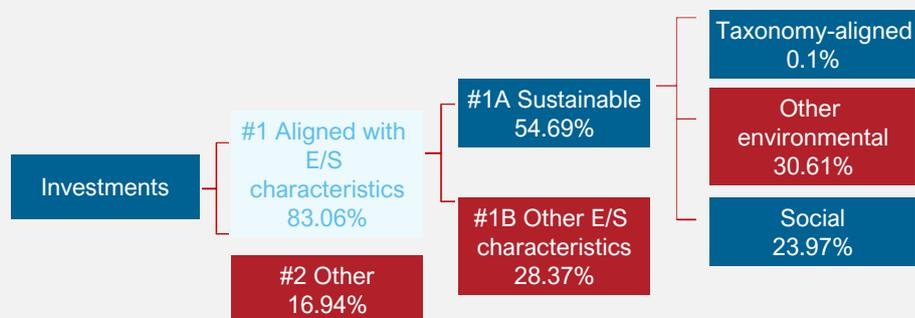 Investments
#1 Aligned with
E/S
characteristics
83.06%
#2 Other
16.94%
#1A Sustainable
54.69%
#1B Other E/S
characteristics
28.37%
Taxonomy-aligned
0.1%
Other
environmental
30.61%
Social
23.97%